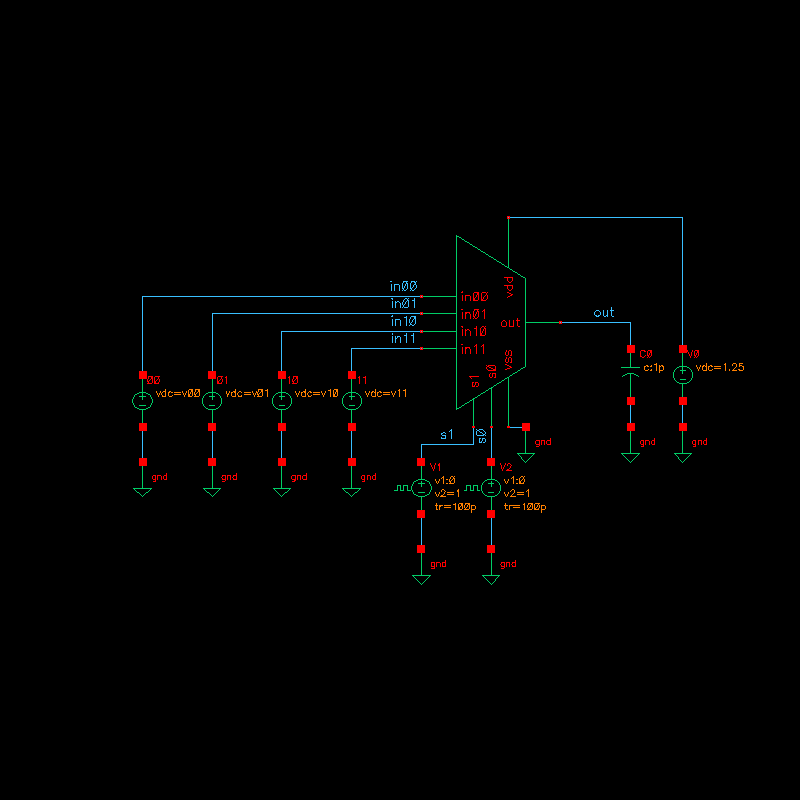 in00
in01
in10
in11
in00
in01
in10
in11
vdd
out
vss
s1
s0
out
C0
c:1p
V0
vdc=1.25
00
vdc=v00
01
vdc=v01
10
vdc=v10
11
vdc=v11
s1
s0
gnd
gnd
gnd
gnd
gnd
gnd
gnd
V1
v1:0
v2=1
tr=100p
V2
v1:0
v2=1
tr=100p
gnd
gnd